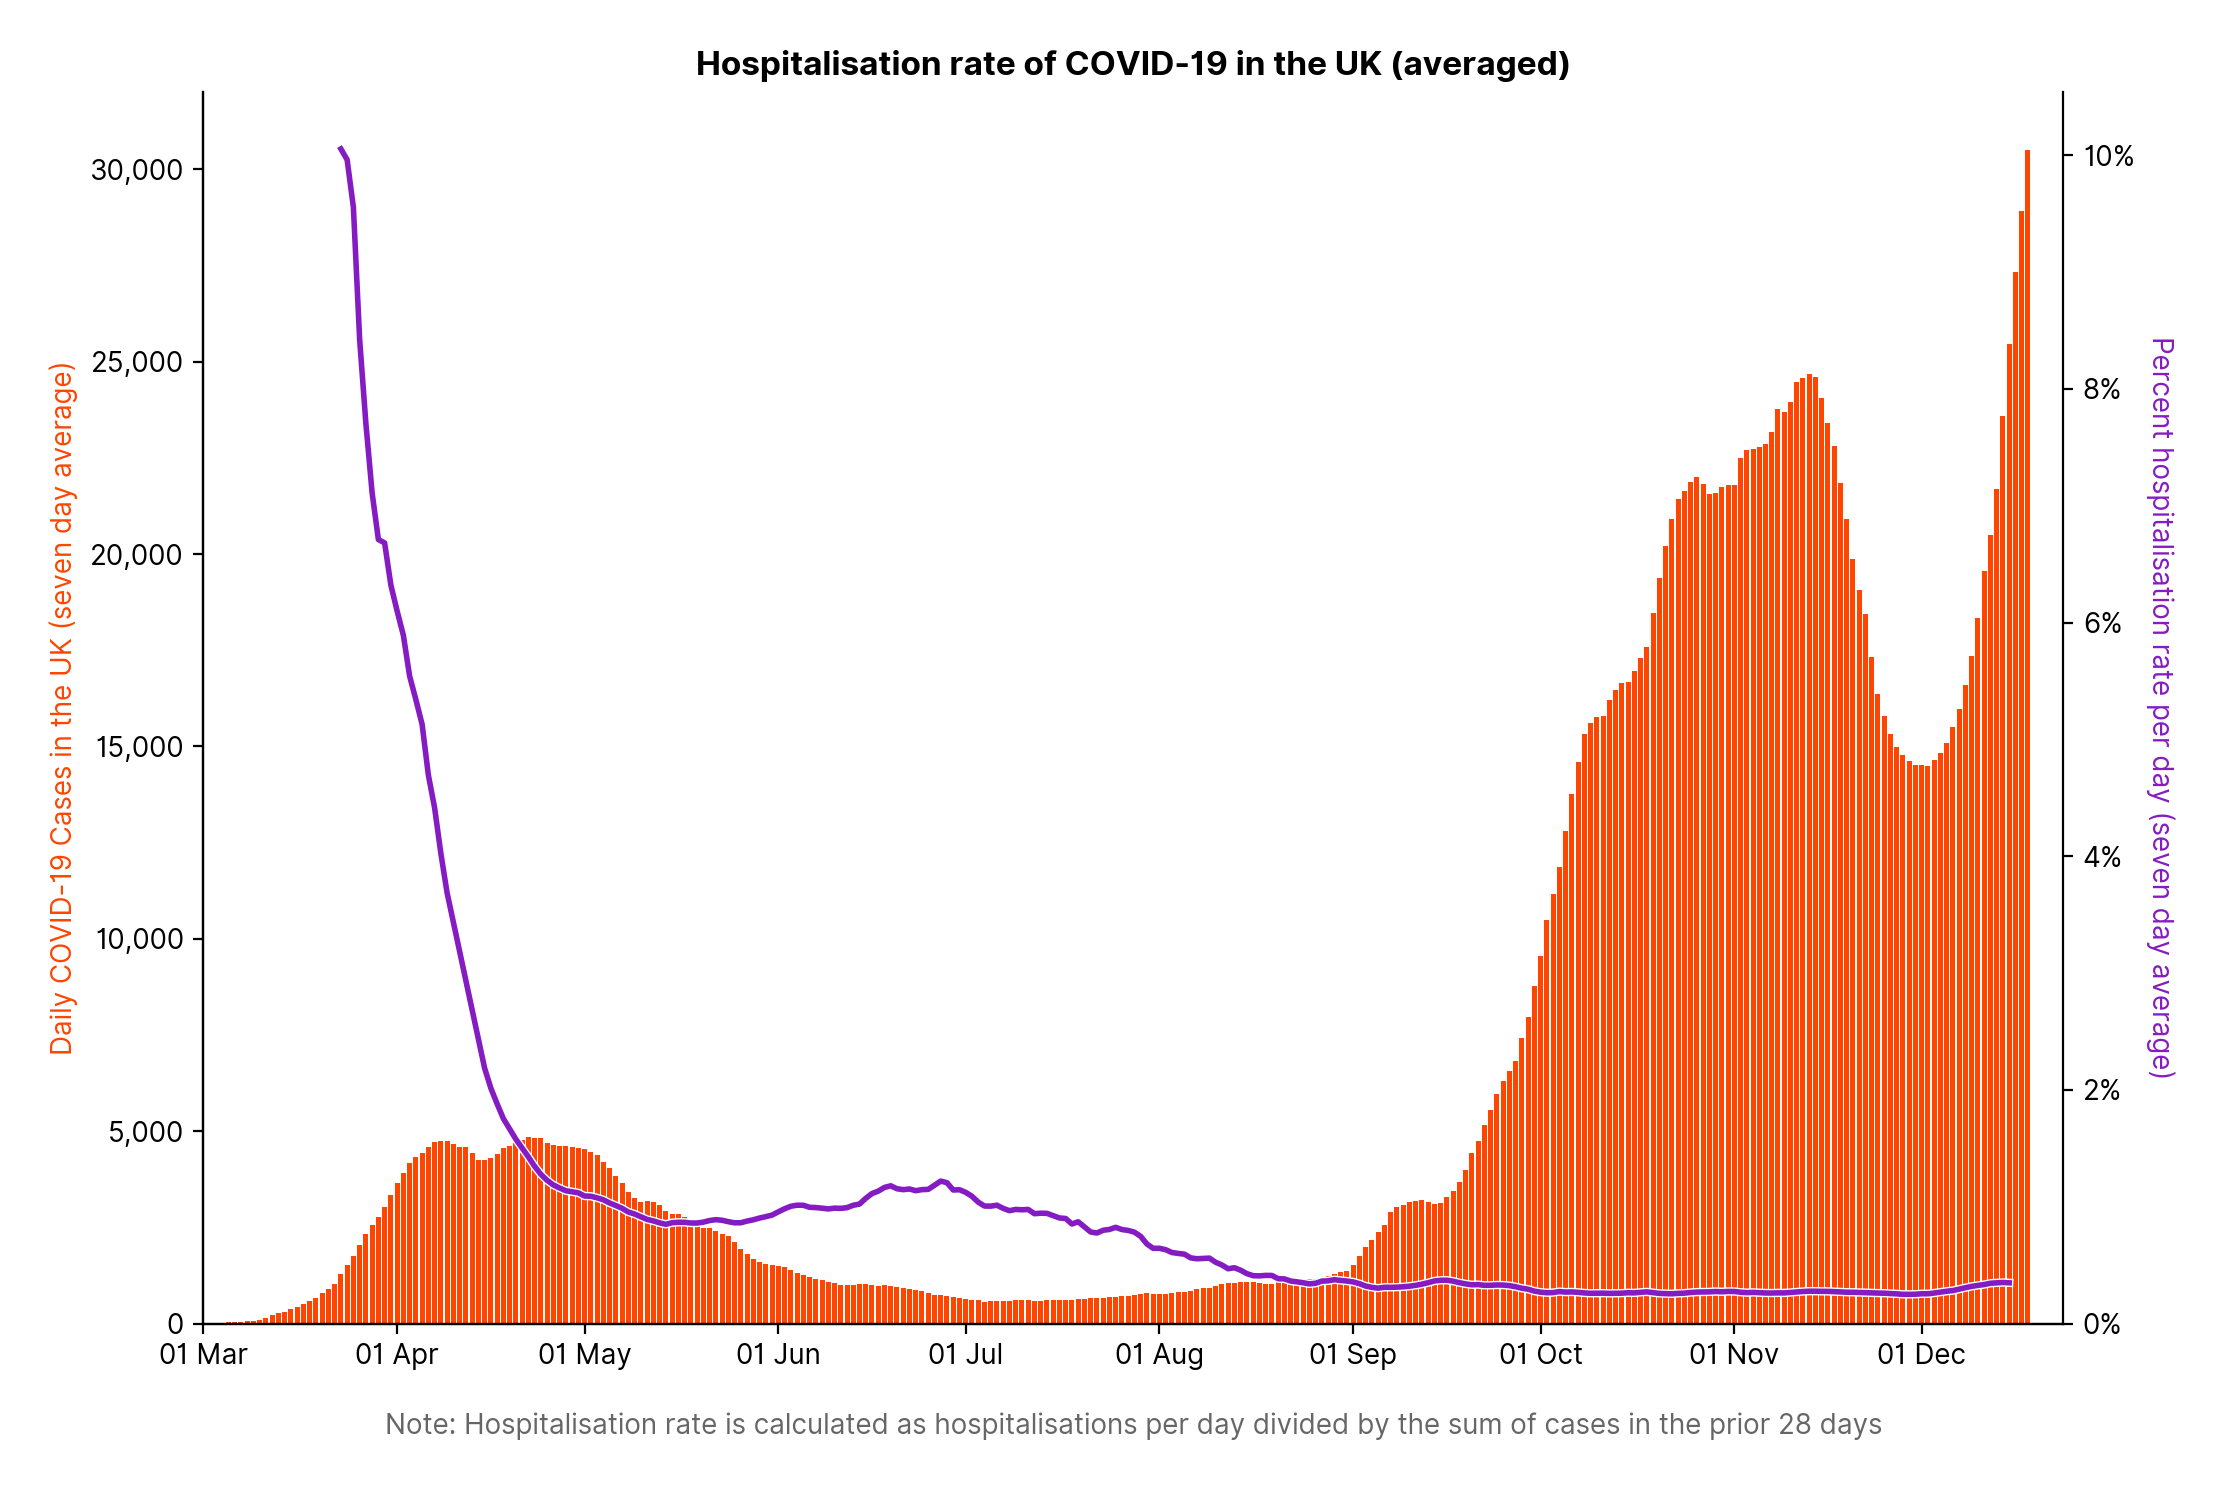 Hospitalisation rate of COVID-19 in the UK (averaged)
Daily COVID-19 Cases in the UK (seven day average)
30,000
25,000
20,000
15,000
10,000
5,000
0
10%
8%
6%
4%
2%
0%
Percent hospitalisation rate per day (seven day average)
01 Mar
01 Apr
01 May
01 Jun
01 Jul
01 Aug
01 Sep
01 Oct
01 Nov
01 Dec
Note: Hospitalisation rate is calculated as hospitalisations per day divided by the sum of cases in the prior 28 days